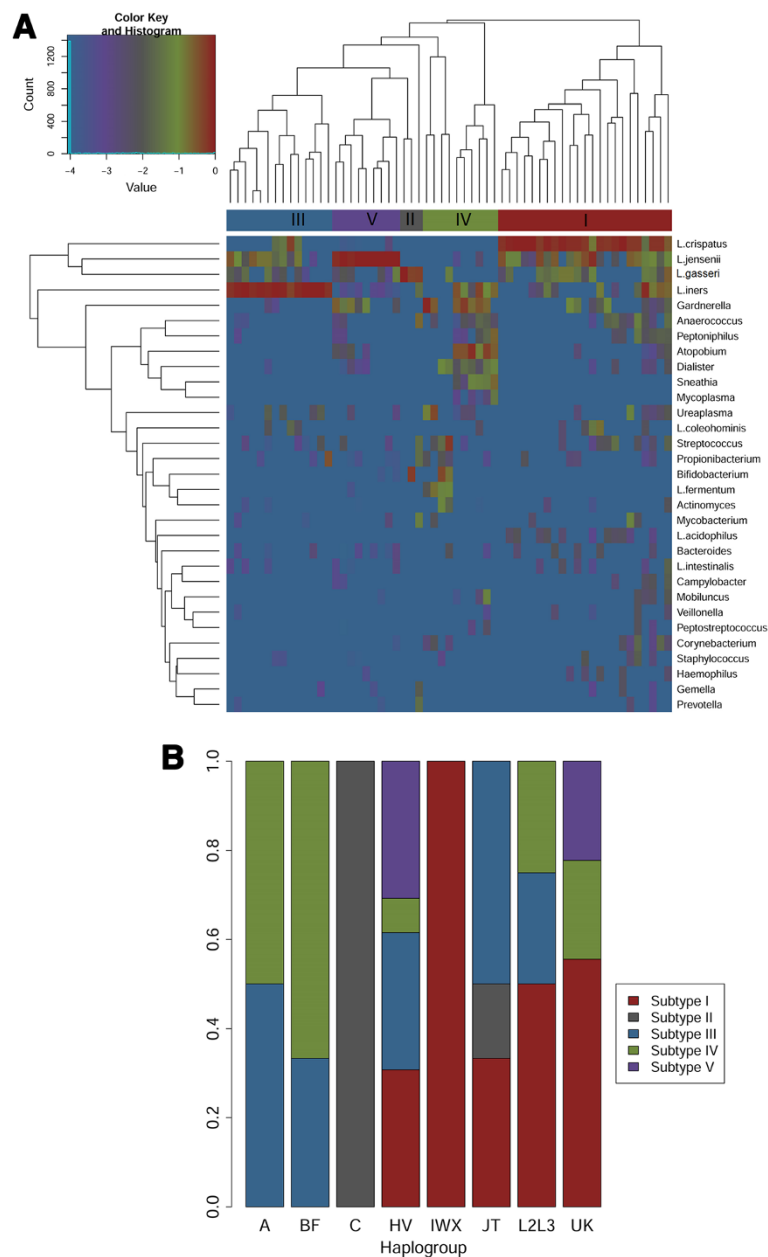 A
Color Key
and Histogram
Count
0 400 800 1200
-4 -3 -2 -1 0
Value
III V II IV I
L.crispatus
L.jensenii
L.gasseri
L.iners
Gardnerella
Anaerococcus
Peptoniphilus
Atopobium
Dialister
Sneathia
Mycoplasma
Ureaplasma
L.coleohominis
Streptococcus
Propionibacterium
Bifidobacterium
L.fermentum
Actinomyces
Mycobacterium
L.acidophilus
Bacteroides
L.intestinalis
Campylobacter
Mobiluncus
Veillonella
Peptostreptococcus
Corynebacterium
Staphylococcus
Haemophilus
Gemella
Prevotella
B
1.0
0.8
0.6
0.4
0.2
0.0
Subtype I
Subtype II
Subtype III
Subtype IV
Subtype V
A BF C HV IWX JT L2L3 UK
Haplogroup